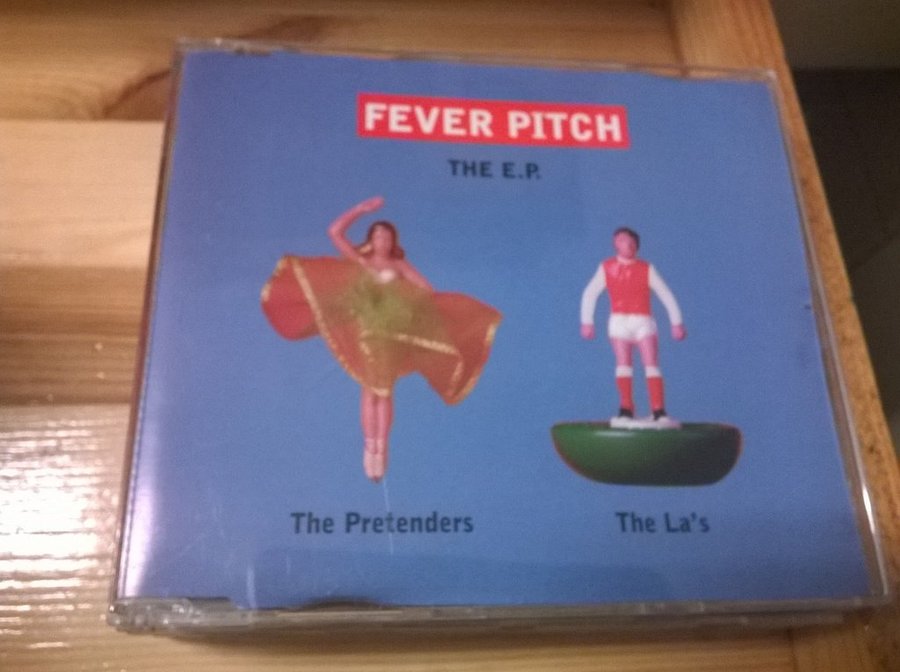 FEVER PITCH
THE E.P.
The Pretenders
The La's